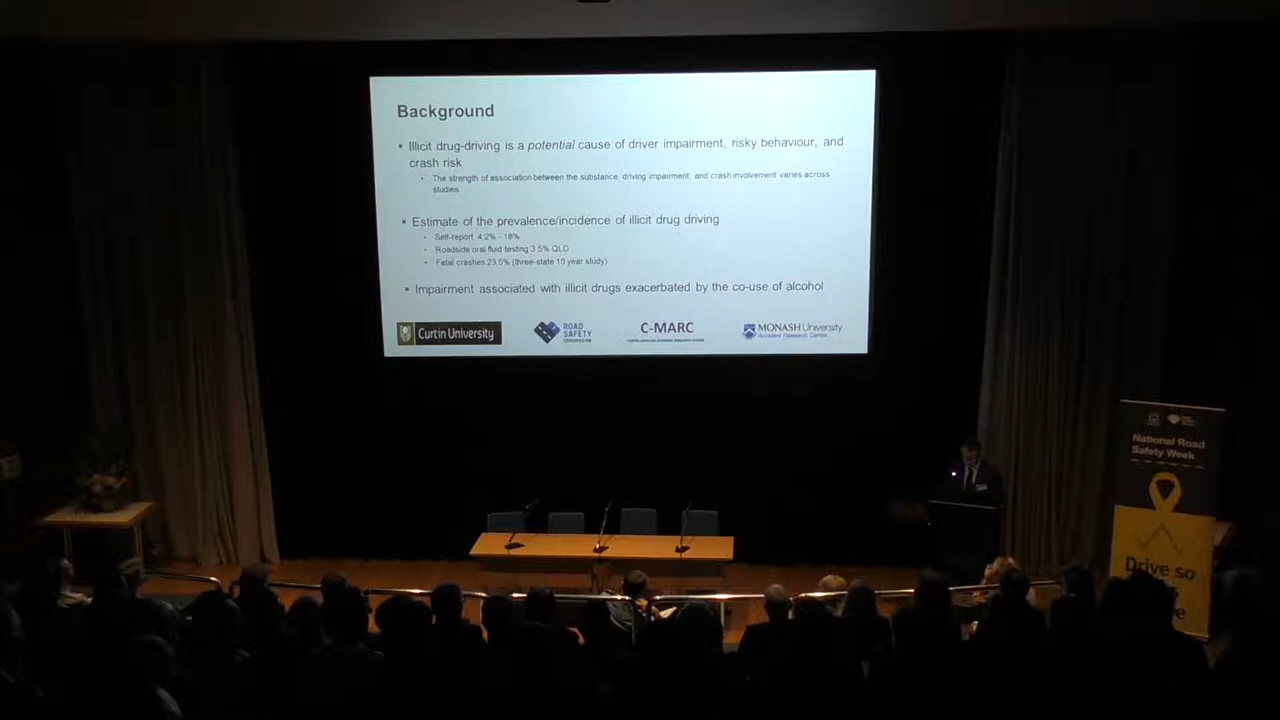 Background
• Illicit drug-driving is a potential cause of driver impairment, risky behaviour, and
crash risk
• The strength of association between the substance, driving impairment, and crash involvement varies across
studies
• Estimate of the prevalence/incidence of illicit drug driving
• Self-report 4.2% - 18%
• Roadside oral fluid testing 3.5% QLD
• Fatal crashes 23.5% (three-state 10 year study)
• Impairment associated with illicit drugs exacerbated by the co-use of alcohol
Curtin University
ROAD
SAFETY
COMMISSION
C-MARC
MONASH University
Accident Research Centre
National Road
Safety Week
Drive so